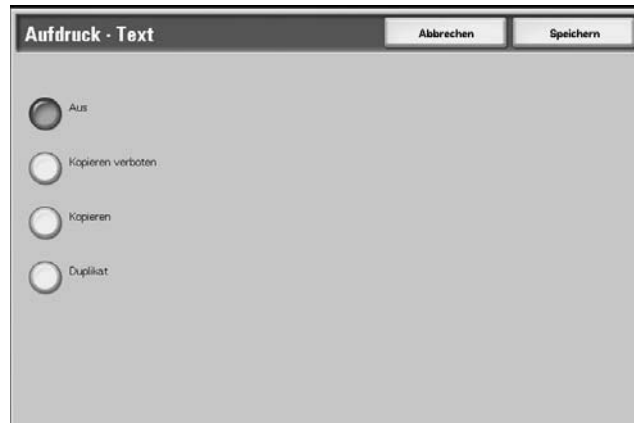 Aufdruck - Text
Abbrechen
Speichern
Aus
Kopieren verboten
Kopieren
Duplikat